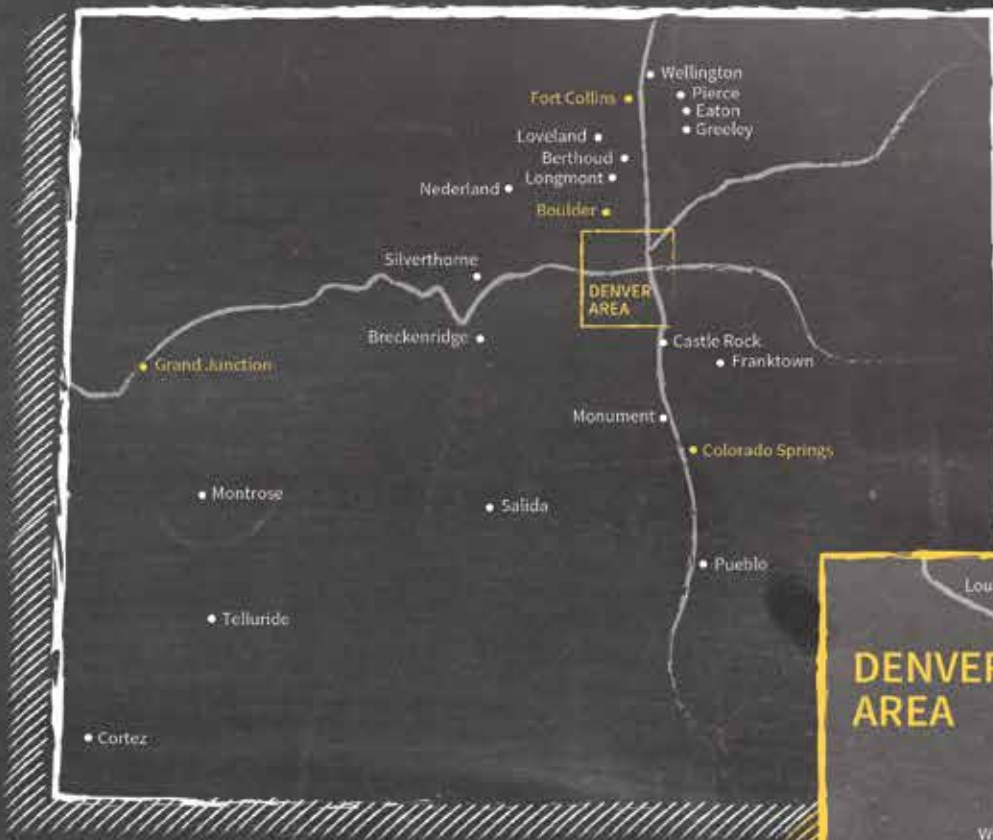 Wellington
Fort Collins
Pierce
Eaton
Greeley
Loveland
Berthoud
Longmont
Nederland
Boulder
Silverthorne
DENVER
AREA
Breckenridge
Castle Rock
Franktown
Grand Junction
Monument
Colorado Springs
Montrose
Salida
Pueblo
Lou
Telluride
DENVER
AREA
Cortez